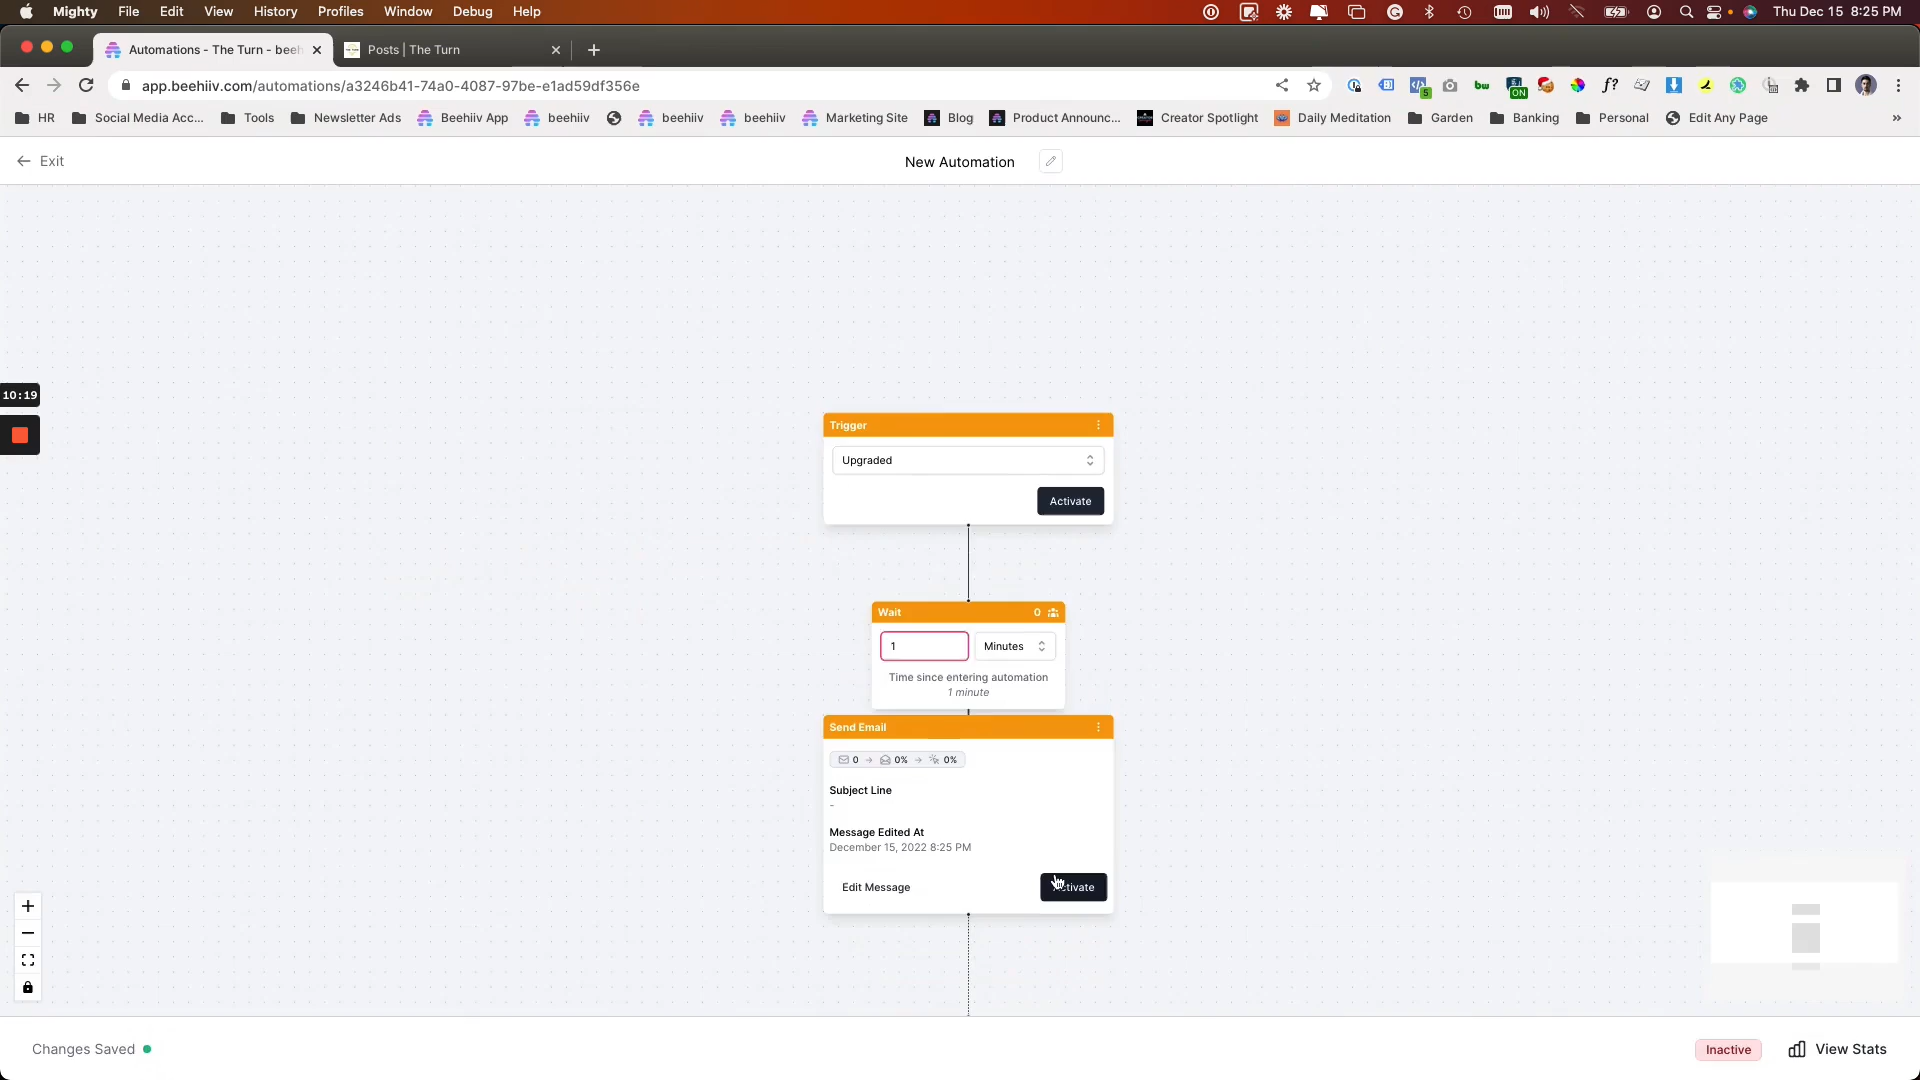 Mighty File Edit View History Profiles Window Debug Help Thu Dec 15 8:25 PM
Automations - The Turn - beeh Posts | The Turn
app.beehiiv.com/automations/a3246b41-74a0-4087-97be-e1ad59df356e
bw ON 5 f?
HR Social Media Acc... Tools Newsletter Ads Beehiiv App beehiiv beehiiv beehiiv Marketing Site Blog Product Announc... Creator Spotlight Daily Meditation Garden Banking Personal Edit Any Page »
Exit New Automation
10:19
Trigger
Upgraded
Activate
Wait 0
1 Minutes
Time since entering automation
1 minute
Send Email
0 → 0% → 0%
Subject Line
-
Message Edited At
December 15, 2022 8:25 PM
Edit Message Activate
Changes Saved Inactive View Stats